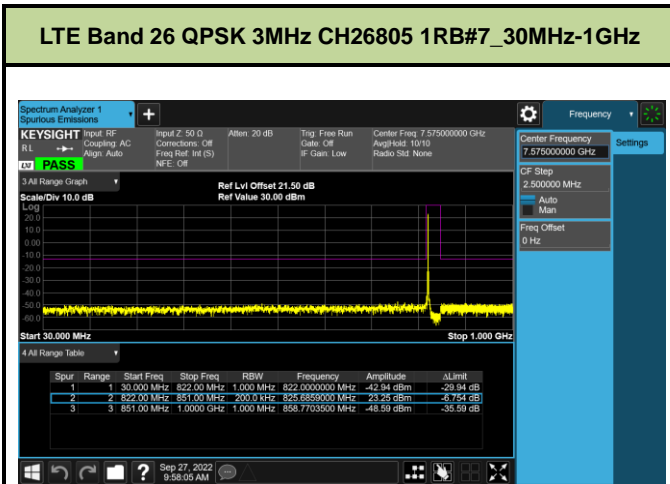 LTE Band 26 QPSK 3MHz CH26805 1RB#7_30MHz-1GHz
Spectrum Analyzer 1
Spurious Emissions
+
Frequency
KEYSIGHT
RL
LXI PASS
Input: RF
Coupling: AC
Align: Auto
Input Z: 50 Ω
Corrections: Off
Freq Ref: Int (S)
NFE: Off
Atten: 20 dB
Trig: Free Run
Gate: Off
IF Gain: Low
Center Freq: 7.575000000 GHz
Avg|Hold: 10/10
Radio Std: None
Center Frequency
7.575000000 GHz
Settings
CF Step
2.500000 MHz
Auto
Man
Freq Offset
0 Hz
3 All Range Graph
Scale/Div 10.0 dB
Ref Lvl Offset 21.50 dB
Ref Value 30.00 dBm
Log
20.0
10.0
0.00
-10.0
-20.0
-30.0
-40.0
-50.0
-60.0
Start 30.000 MHz
Stop 1.000 GHz
4 All Range Table
Spur Range Start Freq Stop Freq RBW Frequency Amplitude ΔLimit
1 1 30.000 MHz 822.00 MHz 1.000 MHz 822.0000000 MHz -42.94 dBm -29.94 dB
2 2 822.00 MHz 851.00 MHz 200.0 kHz 825.6859000 MHz 23.25 dBm -6.754 dB
3 3 851.00 MHz 1.0000 GHz 1.000 MHz 858.7703500 MHz -48.59 dBm -35.59 dB
?
Sep 27, 2022
9:58:05 AM